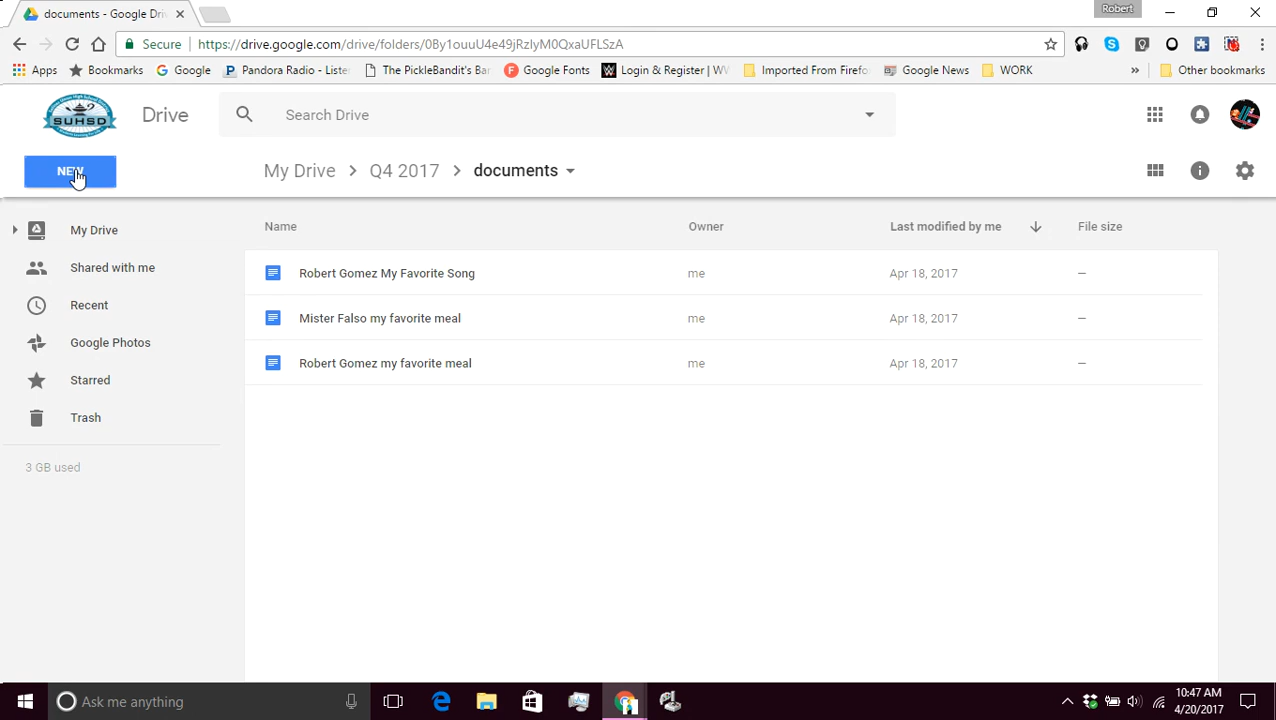 documents - Google Dri
Robert
Secure https://drive.google.com/drive/folders/0By1ouuU4e49jRzlyM0QxaUFLSzA
Apps Bookmarks Google Pandora Radio - Liste The PickleBandit's Ba Google Fonts Login & Register | W Imported From Firefo Google News WORK » Other bookmarks
SUHSD Drive Search Drive
NEW My Drive > Q4 2017 > documents
Name Owner Last modified by me File size
My Drive
Shared with me
Recent
Google Photos
Starred
Trash
3 GB used
Robert Gomez My Favorite Song me Apr 18, 2017 —
Mister Falso my favorite meal me Apr 18, 2017 —
Robert Gomez my favorite meal me Apr 18, 2017 —
Ask me anything
10:47 AM
4/20/2017